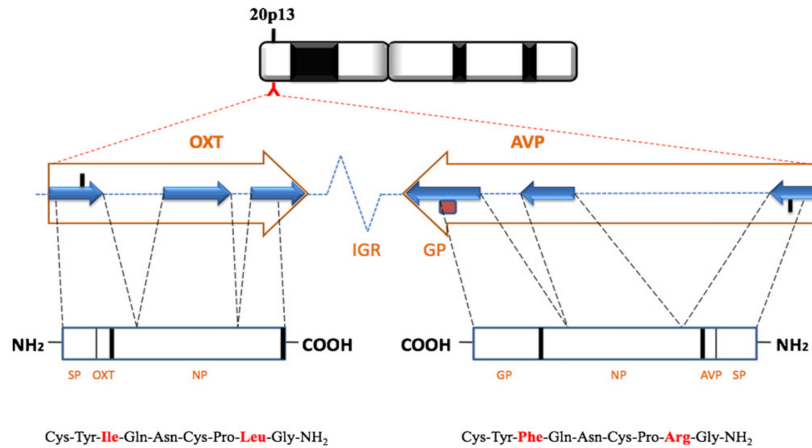 20p13
OXT AVP
IGR GP
NH₂ COOH COOH NH₂
SP OXT NP GP NP AVP SP
Cys-Tyr-Ile-Gln-Asn-Cys-Pro-Leu-Gly-NH₂ Cys-Tyr-Phe-Gln-Asn-Cys-Pro-Arg-Gly-NH₂